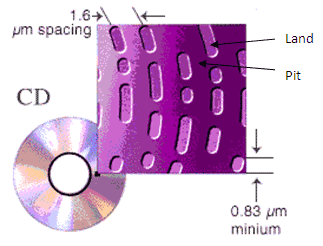 1.6
µm spacing
Land
Pit
CD
0.83 µm
minium